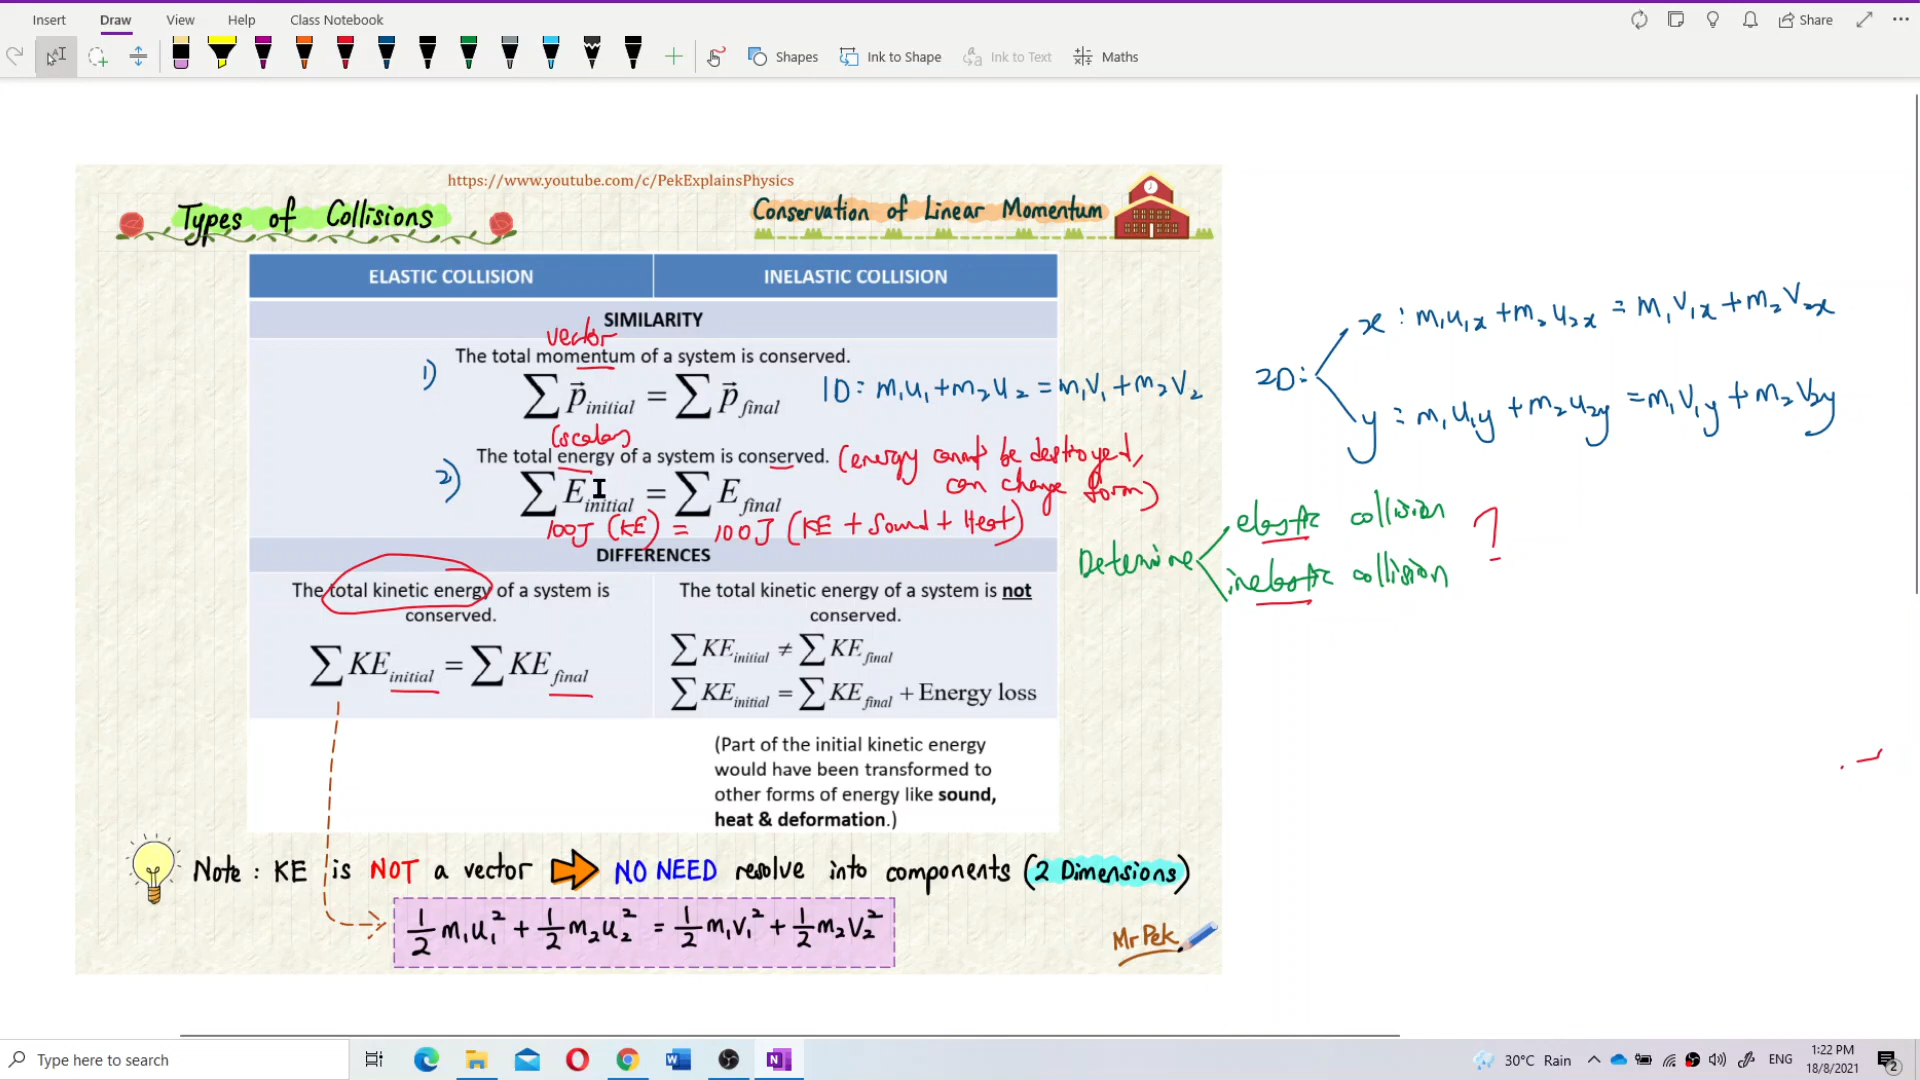 Insert Draw View Help Class Notebook
Share
Shapes Ink to Shape Ink to Text Maths
https://www.youtube.com/c/PekExplainsPhysics
Types of Collisions
Conservation of Linear Momentum
ELASTIC COLLISION INELASTIC COLLISION
SIMILARITY
vector
The total momentum of a system is conserved.
1) ∑ p⃗ initial = ∑ p⃗ final 1D: m₁u₁ + m₂u₂ = m₁v₁ + m₂v₂
(scalar)
The total energy of a system is conserved. (energy cannot be destroyed,
can change form)
2) ∑ E initial = ∑ E final
100J (KE) = 100J (KE + Sound + Heat)
2D: x: m₁u₁x + m₂u₂x = m₁v₁x + m₂v₂x
y: m₁u₁y + m₂u₂y = m₁v₁y + m₂v₂y
Determine elastic collision
inelastic collision ?
DIFFERENCES
The total kinetic energy of a system is
conserved.
∑ KE initial = ∑ KE final
The total kinetic energy of a system is not
conserved.
∑ KE initial ≠ ∑ KE final
∑ KE initial = ∑ KE final + Energy loss
(Part of the initial kinetic energy
would have been transformed to
other forms of energy like sound,
heat & deformation.)
Note : KE is NOT a vector NO NEED resolve into components (2 Dimensions)
½ m₁u₁² + ½ m₂u₂² = ½ m₁v₁² + ½ m₂v₂²
Mr Pek
Type here to search
30°C Rain ENG 1:22 PM
18/8/2021
2